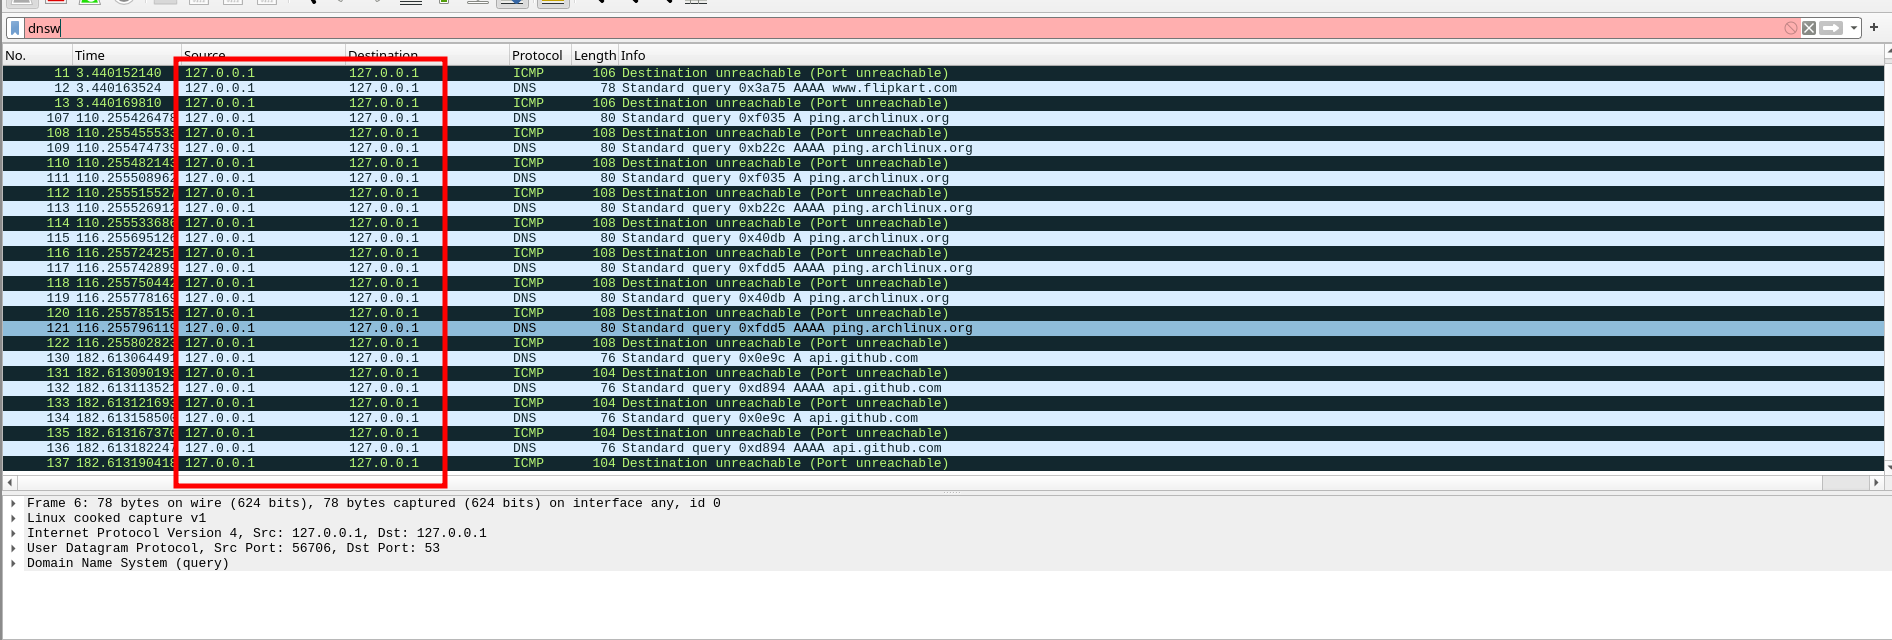 dnsw
No. Time Source Destination Protocol Length Info
11 3.440152140 127.0.0.1 127.0.0.1 ICMP 106 Destination unreachable (Port unreachable)
12 3.440163524 127.0.0.1 127.0.0.1 DNS 78 Standard query 0x3a75 AAAA www.flipkart.com
13 3.440169810 127.0.0.1 127.0.0.1 ICMP 106 Destination unreachable (Port unreachable)
107 110.255426478 127.0.0.1 127.0.0.1 DNS 80 Standard query 0xf035 A ping.archlinux.org
108 110.255455533 127.0.0.1 127.0.0.1 ICMP 108 Destination unreachable (Port unreachable)
109 110.255474739 127.0.0.1 127.0.0.1 DNS 80 Standard query 0xb22c AAAA ping.archlinux.org
110 110.255482143 127.0.0.1 127.0.0.1 ICMP 108 Destination unreachable (Port unreachable)
111 110.255508962 127.0.0.1 127.0.0.1 DNS 80 Standard query 0xf035 A ping.archlinux.org
112 110.255515527 127.0.0.1 127.0.0.1 ICMP 108 Destination unreachable (Port unreachable)
113 110.255526912 127.0.0.1 127.0.0.1 DNS 80 Standard query 0xb22c AAAA ping.archlinux.org
114 110.255533686 127.0.0.1 127.0.0.1 ICMP 108 Destination unreachable (Port unreachable)
115 116.255695126 127.0.0.1 127.0.0.1 DNS 80 Standard query 0x40db A ping.archlinux.org
116 116.255724251 127.0.0.1 127.0.0.1 ICMP 108 Destination unreachable (Port unreachable)
117 116.255742899 127.0.0.1 127.0.0.1 DNS 80 Standard query 0xfdd5 AAAA ping.archlinux.org
118 116.255750442 127.0.0.1 127.0.0.1 ICMP 108 Destination unreachable (Port unreachable)
119 116.255778169 127.0.0.1 127.0.0.1 DNS 80 Standard query 0x40db A ping.archlinux.org
120 116.255785153 127.0.0.1 127.0.0.1 ICMP 108 Destination unreachable (Port unreachable)
121 116.255796119 127.0.0.1 127.0.0.1 DNS 80 Standard query 0xfdd5 AAAA ping.archlinux.org
122 116.255802823 127.0.0.1 127.0.0.1 ICMP 108 Destination unreachable (Port unreachable)
130 182.613064491 127.0.0.1 127.0.0.1 DNS 76 Standard query 0x0e9c A api.github.com
131 182.613090193 127.0.0.1 127.0.0.1 ICMP 104 Destination unreachable (Port unreachable)
132 182.613113521 127.0.0.1 127.0.0.1 DNS 76 Standard query 0xd894 AAAA api.github.com
133 182.613121693 127.0.0.1 127.0.0.1 ICMP 104 Destination unreachable (Port unreachable)
134 182.613158500 127.0.0.1 127.0.0.1 DNS 76 Standard query 0x0e9c A api.github.com
135 182.613167370 127.0.0.1 127.0.0.1 ICMP 104 Destination unreachable (Port unreachable)
136 182.613182247 127.0.0.1 127.0.0.1 DNS 76 Standard query 0xd894 AAAA api.github.com
137 182.613190418 127.0.0.1 127.0.0.1 ICMP 104 Destination unreachable (Port unreachable)
Frame 6: 78 bytes on wire (624 bits), 78 bytes captured (624 bits) on interface any, id 0
Linux cooked capture v1
Internet Protocol Version 4, Src: 127.0.0.1, Dst: 127.0.0.1
User Datagram Protocol, Src Port: 56706, Dst Port: 53
Domain Name System (query)